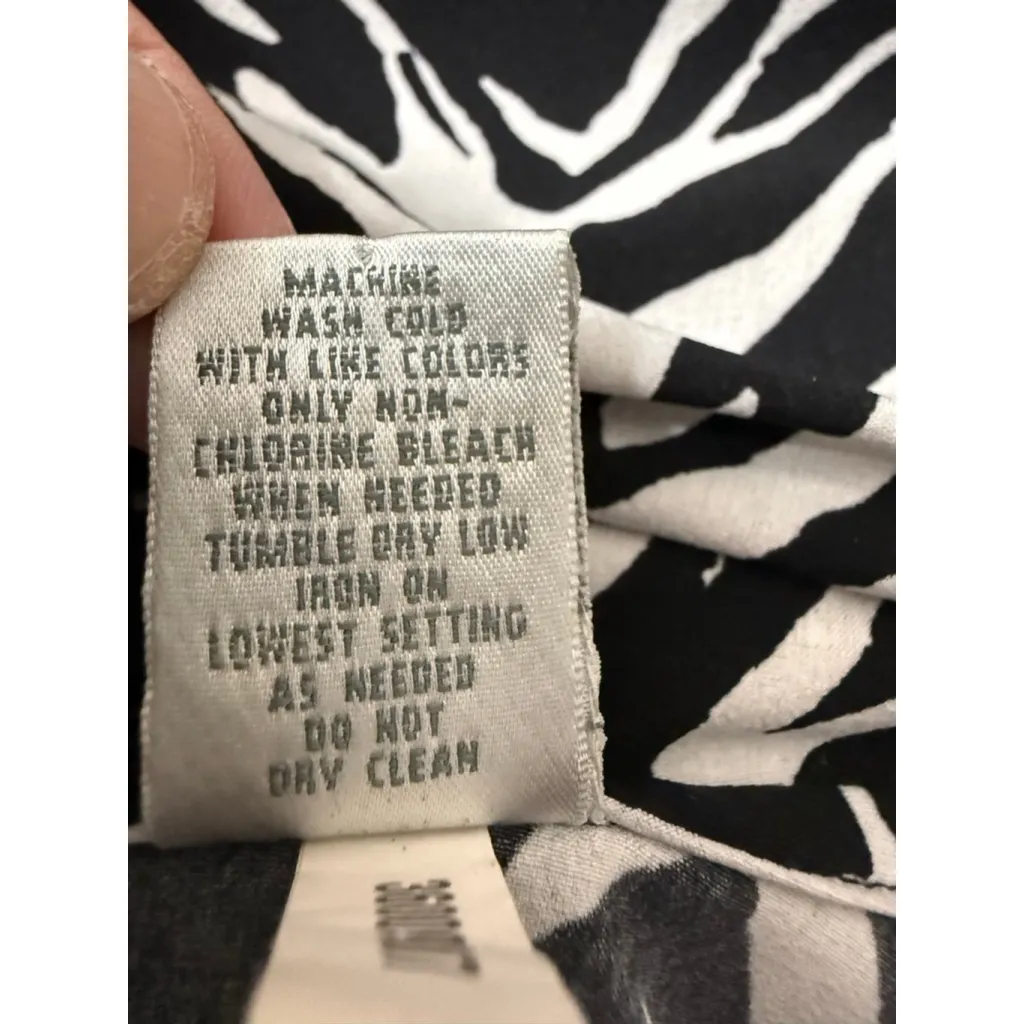 MACHINE
WASH COLD
WITH LIKE COLORS
ONLY NON-
CHLORINE BLEACH
WHEN NEEDED
TUMBLE DRY LOW
IRON ON
LOWEST SETTING
AS NEEDED
DO NOT
DRY CLEAN